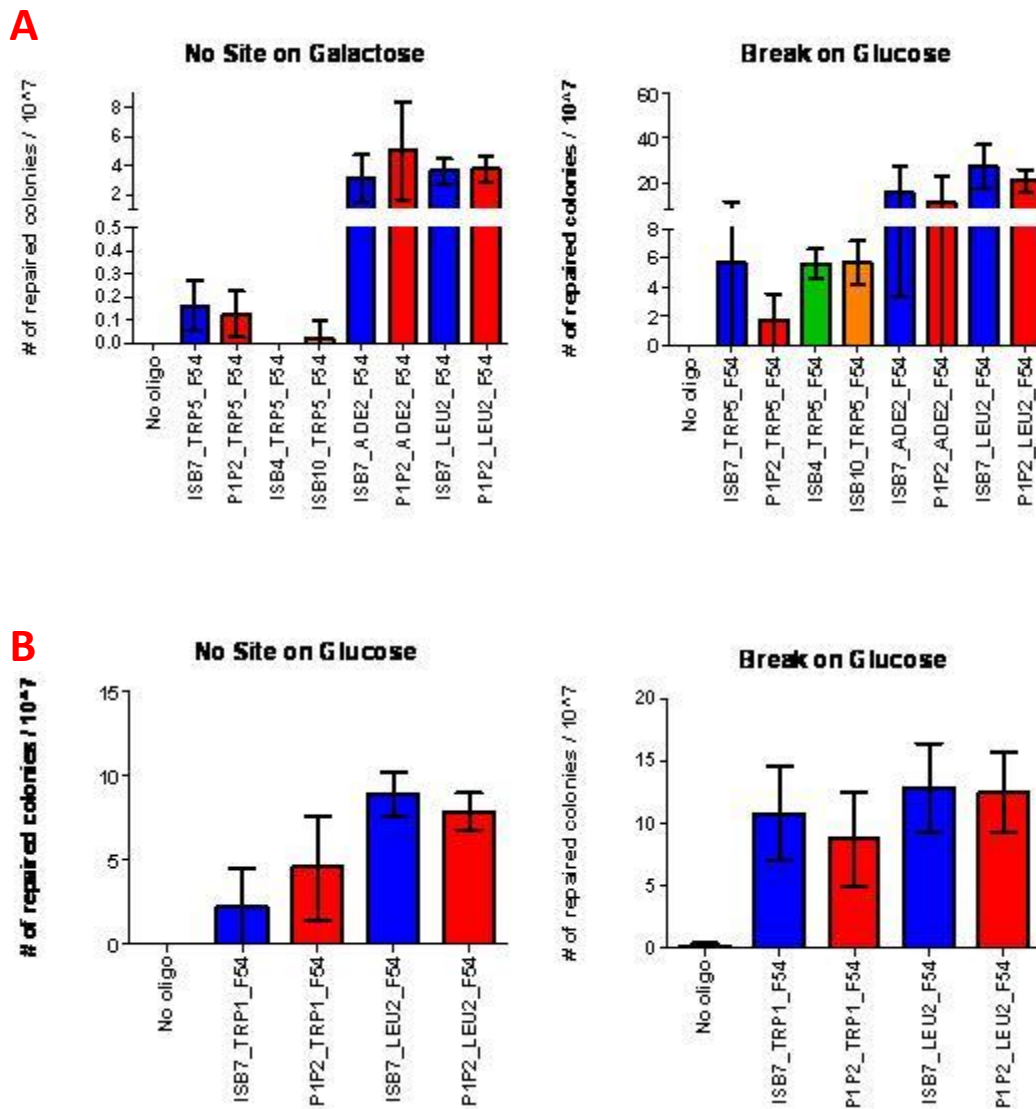 A
No Site on Galactose
# of repaired colonies / 10^7
8
6
4
2
0.5
0.4
0.3
0.2
0.1
0.0
No oligo
ISB7_TRP5_F54
P1P2_TRP5_F54
ISB4_TRP5_F54
ISB10_TRP5_F54
ISB7_ADE2_F54
P1P2_ADE2_F54
ISB7_LEU2_F54
P1P2_LEU2_F54
Break on Glucose
# of repaired colonies / 10^7
60
40
20
8
6
4
2
0
No oligo
ISB7_TRP5_F54
P1P2_TRP5_F54
ISB4_TRP5_F54
ISB10_TRP5_F54
ISB7_ADE2_F54
P1P2_ADE2_F54
ISB7_LEU2_F54
P1P2_LEU2_F54
B
No Site on Glucose
# of repaired colonies / 10^7
15
10
5
0
No oligo
ISB7_TRP1_F54
P1P2_TRP1_F54
ISB7_LEU2_F54
P1P2_LEU2_F54
Break on Glucose
# of repaired colonies / 10^7
20
15
10
5
0
No oligo
ISB7_TRP1_F54
P1P2_TRP1_F54
ISB7_LEU2_F54
P1P2_LEU2_F54